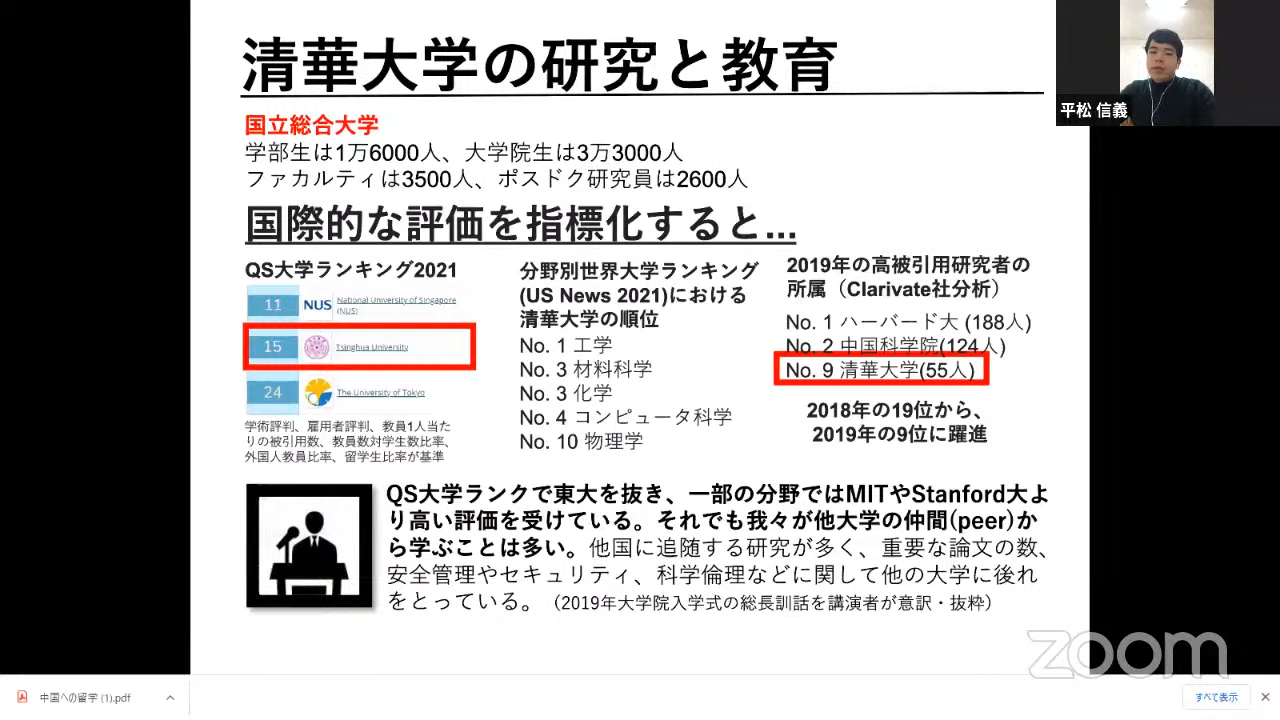 清華大学の研究と教育
平松 信義
国立総合大学
学部生は1万6000人、大学院生は3万3000人
ファカルティは3500人、ポスドク研究員は2600人
国際的な評価を指標化すると...
QS大学ランキング2021
11 NUS National University of Singapore
(NUS)
15 Tsinghua University
24 The University of Tokyo
学術評判、雇用者評判、教員1人当た
りの被引用数、教員数対学生数比率、
外国人教員比率、留学生比率が基準
分野別世界大学ランキング
(US News 2021)における
清華大学の順位
No. 1 工学
No. 3 材料科学
No. 3 化学
No. 4 コンピュータ科学
No. 10 物理学
2019年の高被引用研究者の
所属（Clarivate社分析）
No. 1 ハーバード大 (188人)
No. 2 中国科学院(124人)
No. 9 清華大学(55人)
2018年の19位から、
2019年の9位に躍進
QS大学ランクで東大を抜き、一部の分野ではMITやStanford大よ
り高い評価を受けている。それでも我々が他大学の仲間(peer)か
ら学ぶことは多い。他国に追随する研究が多く、重要な論文の数、
安全管理やセキュリティ、科学倫理などに関して他の大学に後れ
をとっている。（2019年大学院入学式の総長訓話を講演者が意訳・抜粋）
zoom
中国への留学 (1).pdf
すべて表示